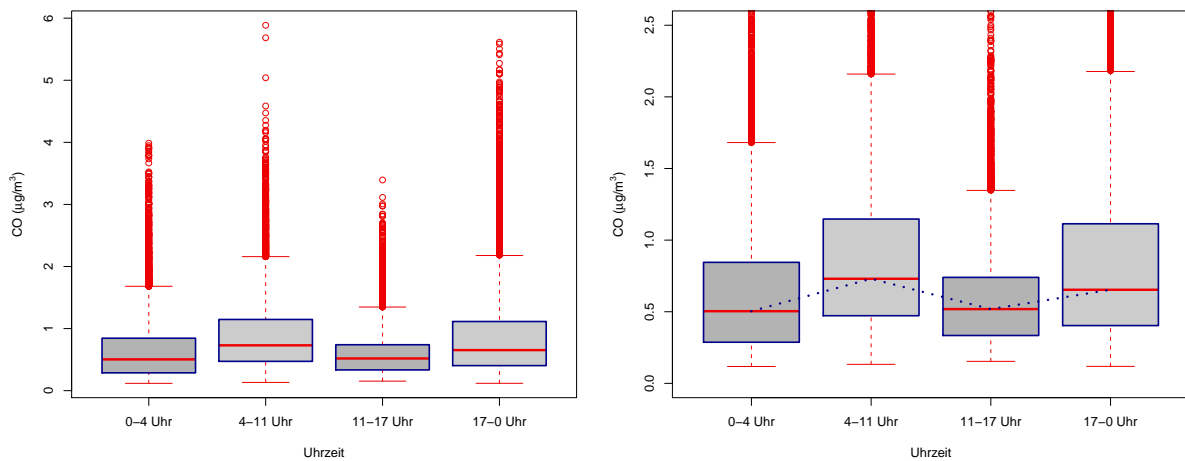 6
5
4
3
2
1
0
CO (µg/m³)
0−4 Uhr
4−11 Uhr
11−17 Uhr
17−0 Uhr
Uhrzeit
2.5
2.0
1.5
1.0
0.5
0.0
CO (µg/m³)
0−4 Uhr
4−11 Uhr
11−17 Uhr
17−0 Uhr
Uhrzeit